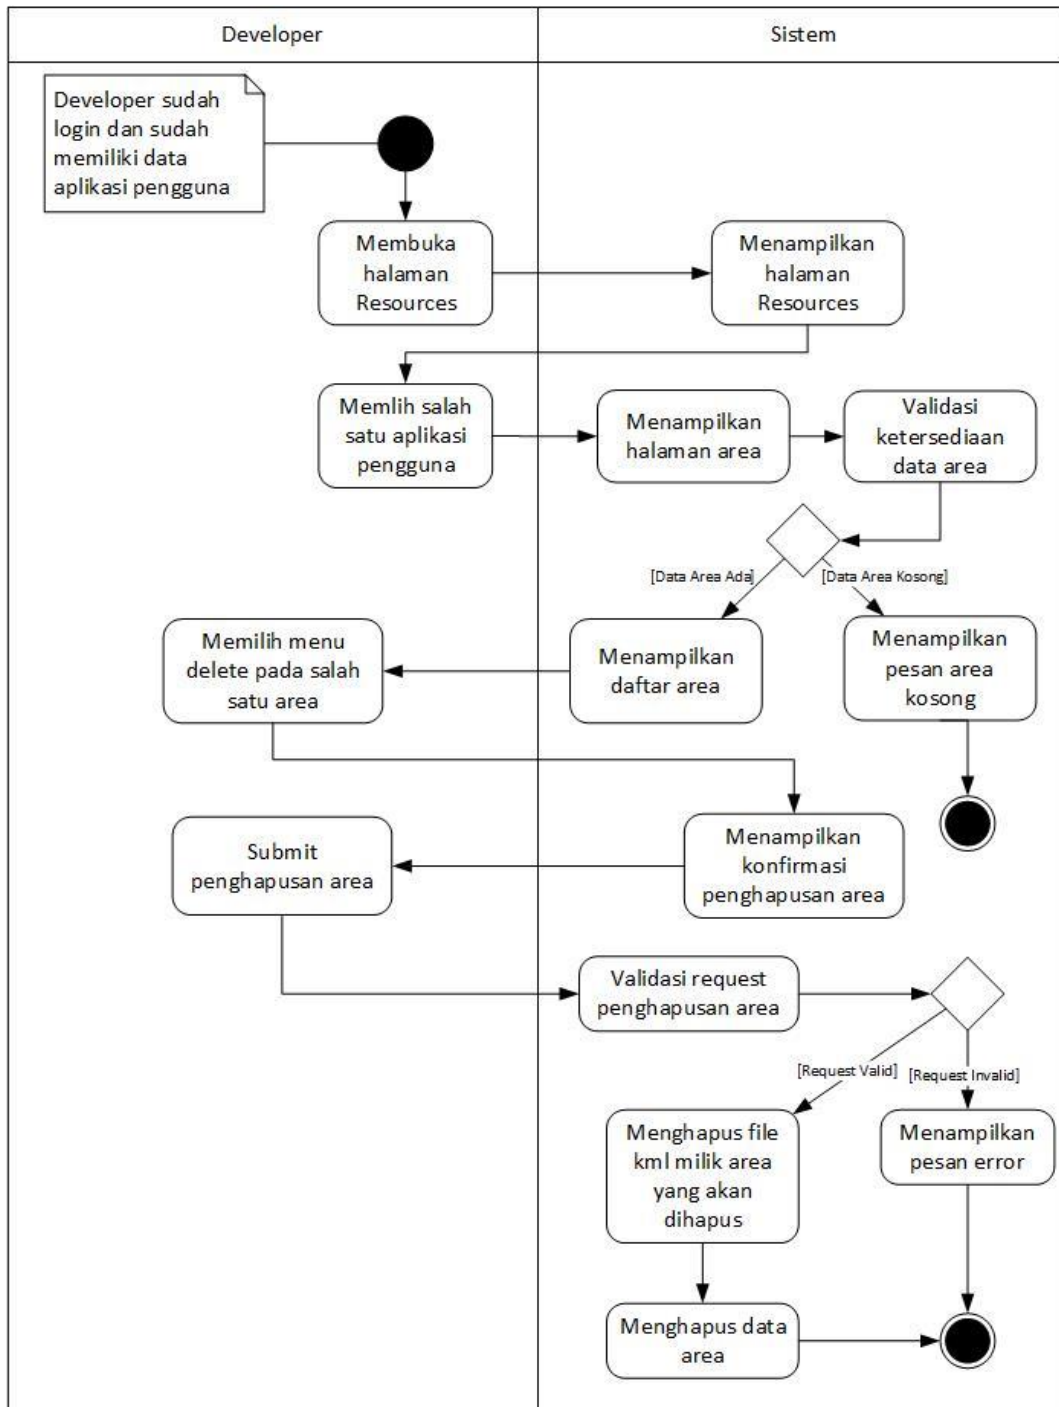 Developer
Sistem
Developer sudah
login dan sudah
memiliki data
aplikasi pengguna
Membuka
halaman
Resources
Menampilkan
halaman
Resources
Memlih salah
satu aplikasi
pengguna
Menampilkan
halaman area
Validasi
ketersediaan
data area
[Data Area Ada]
[Data Area Kosong]
Memilih menu
delete pada salah
satu area
Menampilkan
daftar area
Menampilkan
pesan area
kosong
Submit
penghapusan area
Menampilkan
konfirmasi
penghapusan area
Validasi request
penghapusan area
[Request Valid]
[Request Invalid]
Menghapus file
kml milik area
yang akan
dihapus
Menampilkan
pesan error
Menghapus data
area